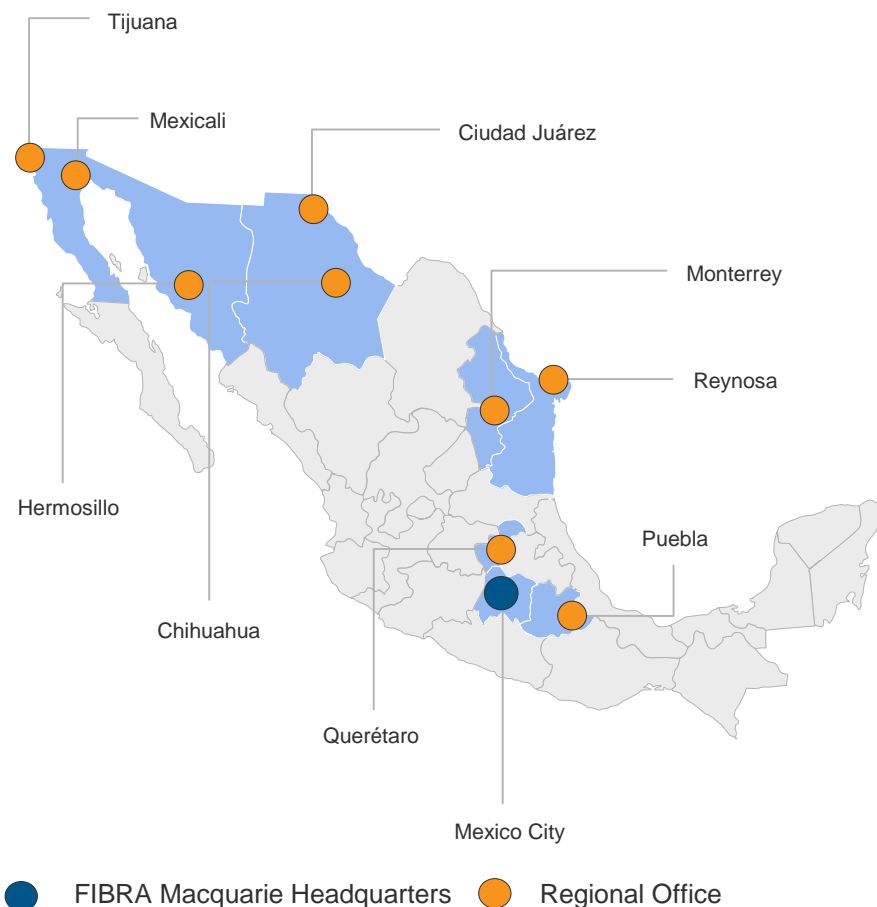 Tijuana
Mexicali
Ciudad Juárez
Monterrey
Reynosa
Hermosillo
Puebla
Chihuahua
Querétaro
Mexico City
FIBRA Macquarie Headquarters
Regional Office